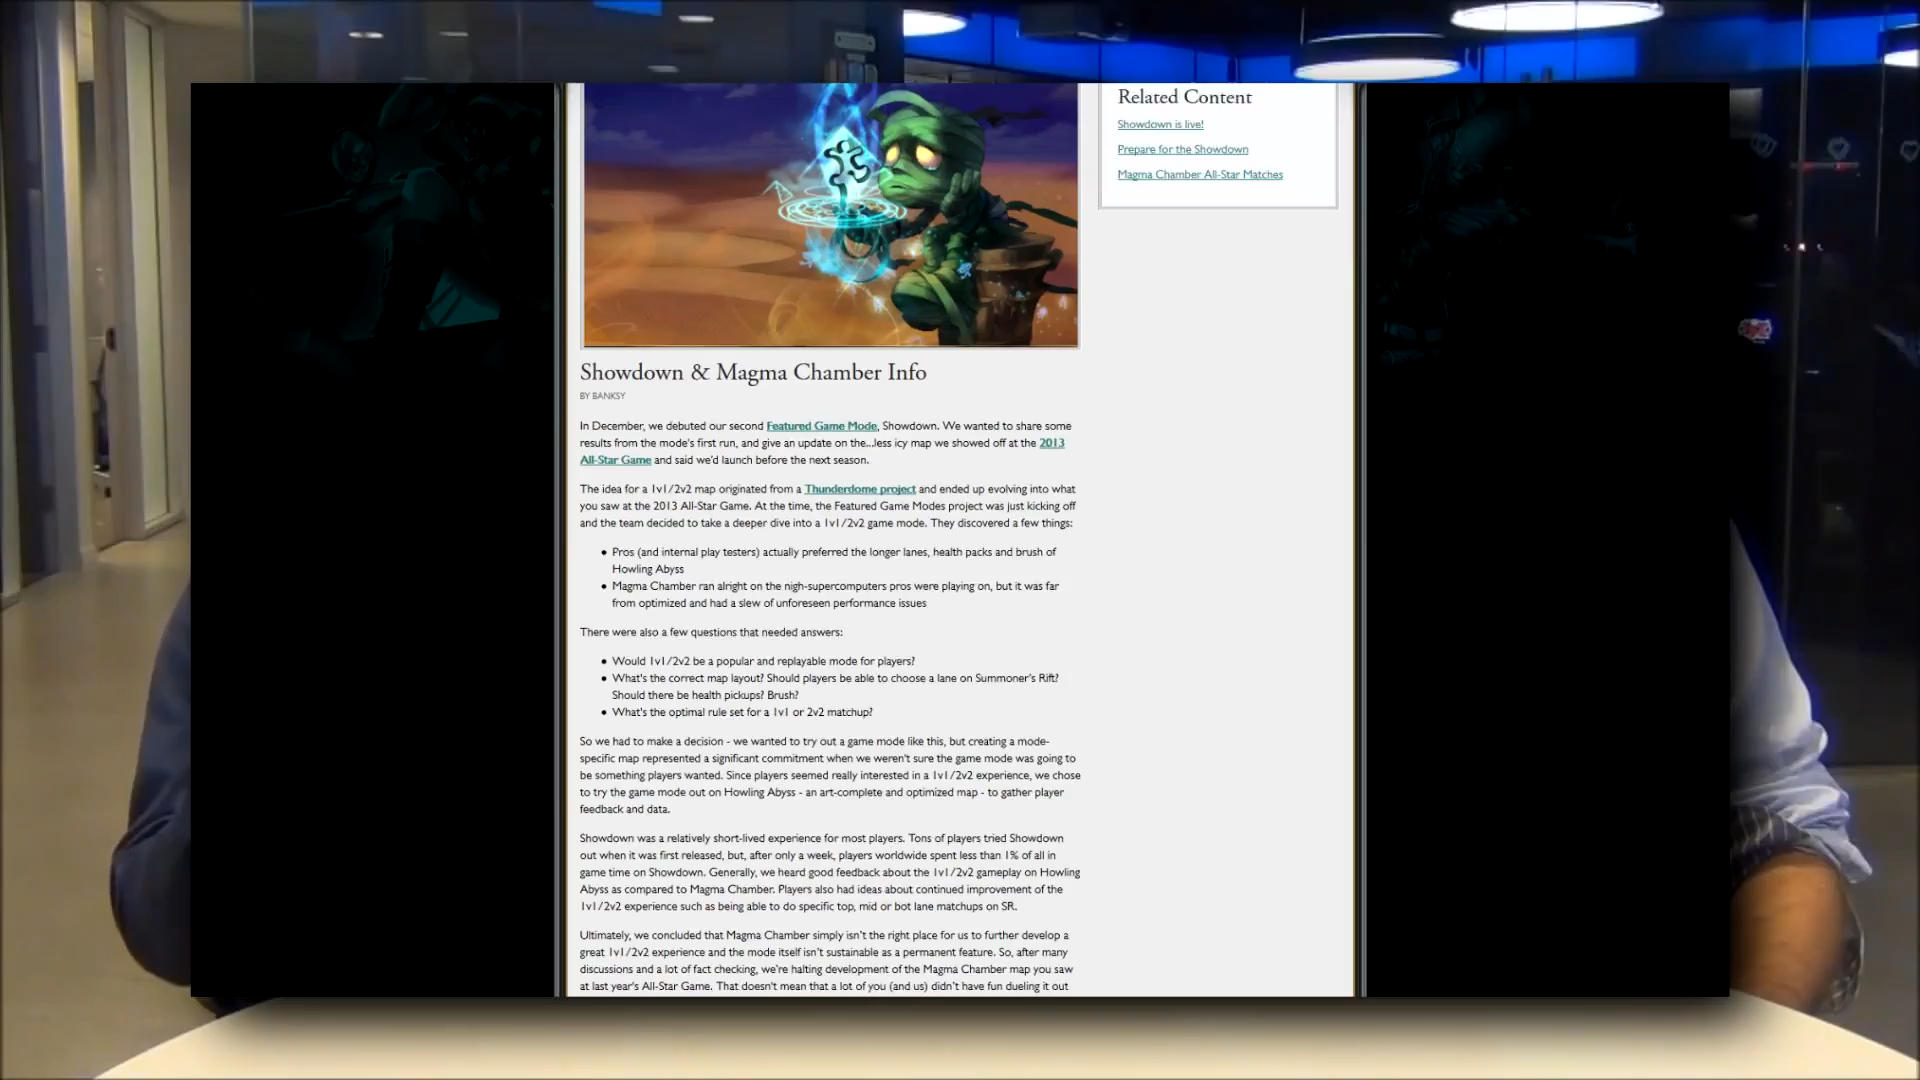 Related Content
Showdown is live!
Prepare for the Showdown
Magma Chamber All-Star Matches
Showdown & Magma Chamber Info
BY BANKSY
In December, we debuted our second Featured Game Mode, Showdown. We wanted to share some
results from the mode's first run, and give an update on the...less icy map we showed off at the 2013
All-Star Game and said we'd launch before the next season.
The idea for a 1v1/2v2 map originated from a Thunderdome project and ended up evolving into what
you saw at the 2013 All-Star Game. At the time, the Featured Game Modes project was just kicking off
and the team decided to take a deeper dive into a 1v1/2v2 game mode. They discovered a few things:
• Pros (and internal play testers) actually preferred the longer lanes, health packs and brush of
Howling Abyss
• Magma Chamber ran alright on the nigh-supercomputers pros were playing on, but it was far
from optimized and had a slew of unforeseen performance issues
There were also a few questions that needed answers:
• Would 1v1/2v2 be a popular and replayable mode for players?
• What's the correct map layout? Should players be able to choose a lane on Summoner's Rift?
Should there be health pickups? Brush?
• What's the optimal rule set for a 1v1 or 2v2 matchup?
So we had to make a decision - we wanted to try out a game mode like this, but creating a mode-
specific map represented a significant commitment when we weren't sure the game mode was going to
be something players wanted. Since players seemed really interested in a 1v1/2v2 experience, we chose
to try the game mode out on Howling Abyss - an art-complete and optimized map - to gather player
feedback and data.
Showdown was a relatively short-lived experience for most players. Tons of players tried Showdown
out when it was first released, but, after only a week, players worldwide spent less than 1% of all in
game time on Showdown. Generally, we heard good feedback about the 1v1/2v2 gameplay on Howling
Abyss as compared to Magma Chamber. Players also had ideas about continued improvement of the
1v1/2v2 experience such as being able to do specific top, mid or bot lane matchups on SR.
Ultimately, we concluded that Magma Chamber simply isn't the right place for us to further develop a
great 1v1/2v2 experience and the mode itself isn't sustainable as a permanent feature. So, after many
discussions and a lot of fact checking, we're halting development of the Magma Chamber map you saw
at last year's All-Star Game. That doesn't mean that a lot of you (and us) didn't have fun dueling it out